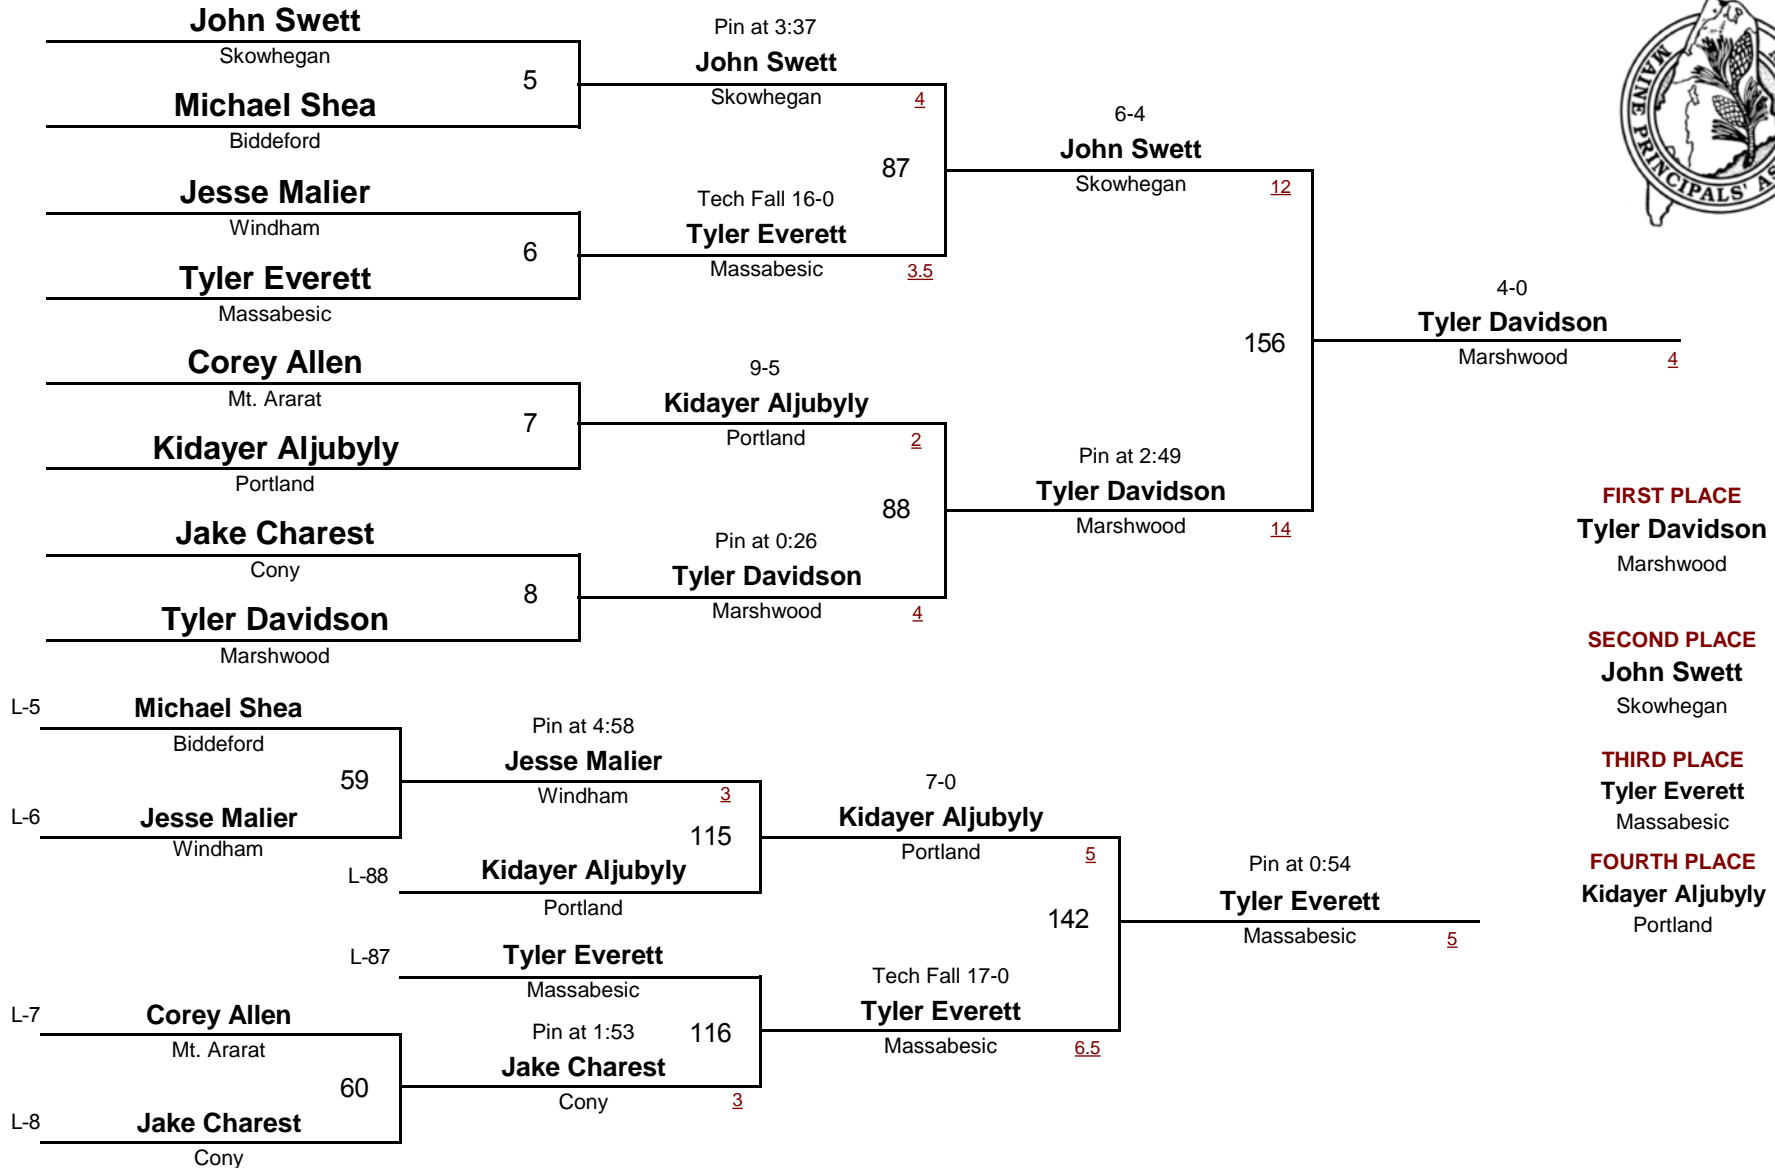 John Swett
Skowhegan
5
Michael Shea
Biddeford
Jesse Malier
Windham
6
Tyler Everett
Massabesic
Corey Allen
Mt. Ararat
7
Kidayer Aljubyly
Portland
Jake Charest
Cony
8
Tyler Davidson
Marshwood
Pin at 3:37
John Swett
Skowhegan 4
87
Tech Fall 16-0
Tyler Everett
Massabesic 3.5
9-5
Kidayer Aljubyly
Portland 2
88
Pin at 0:26
Tyler Davidson
Marshwood 4
6-4
John Swett
Skowhegan 12
156
Pin at 2:49
Tyler Davidson
Marshwood 14
4-0
Tyler Davidson
Marshwood 4
MAINE PRINCIPALS' AS
FIRST PLACE
Tyler Davidson
Marshwood
SECOND PLACE
John Swett
Skowhegan
THIRD PLACE
Tyler Everett
Massabesic
FOURTH PLACE
Kidayer Aljubyly
Portland
L-5 Michael Shea
Biddeford
59
L-6 Jesse Malier
Windham
L-7 Corey Allen
Mt. Ararat
60
L-8 Jake Charest
Cony
Pin at 4:58
Jesse Malier
Windham 3
115
L-88 Kidayer Aljubyly
Portland
L-87 Tyler Everett
Massabesic
116
Pin at 1:53
Jake Charest
Cony 3
7-0
Kidayer Aljubyly
Portland 5
142
Tech Fall 17-0
Tyler Everett
Massabesic 6.5
Pin at 0:54
Tyler Everett
Massabesic 5